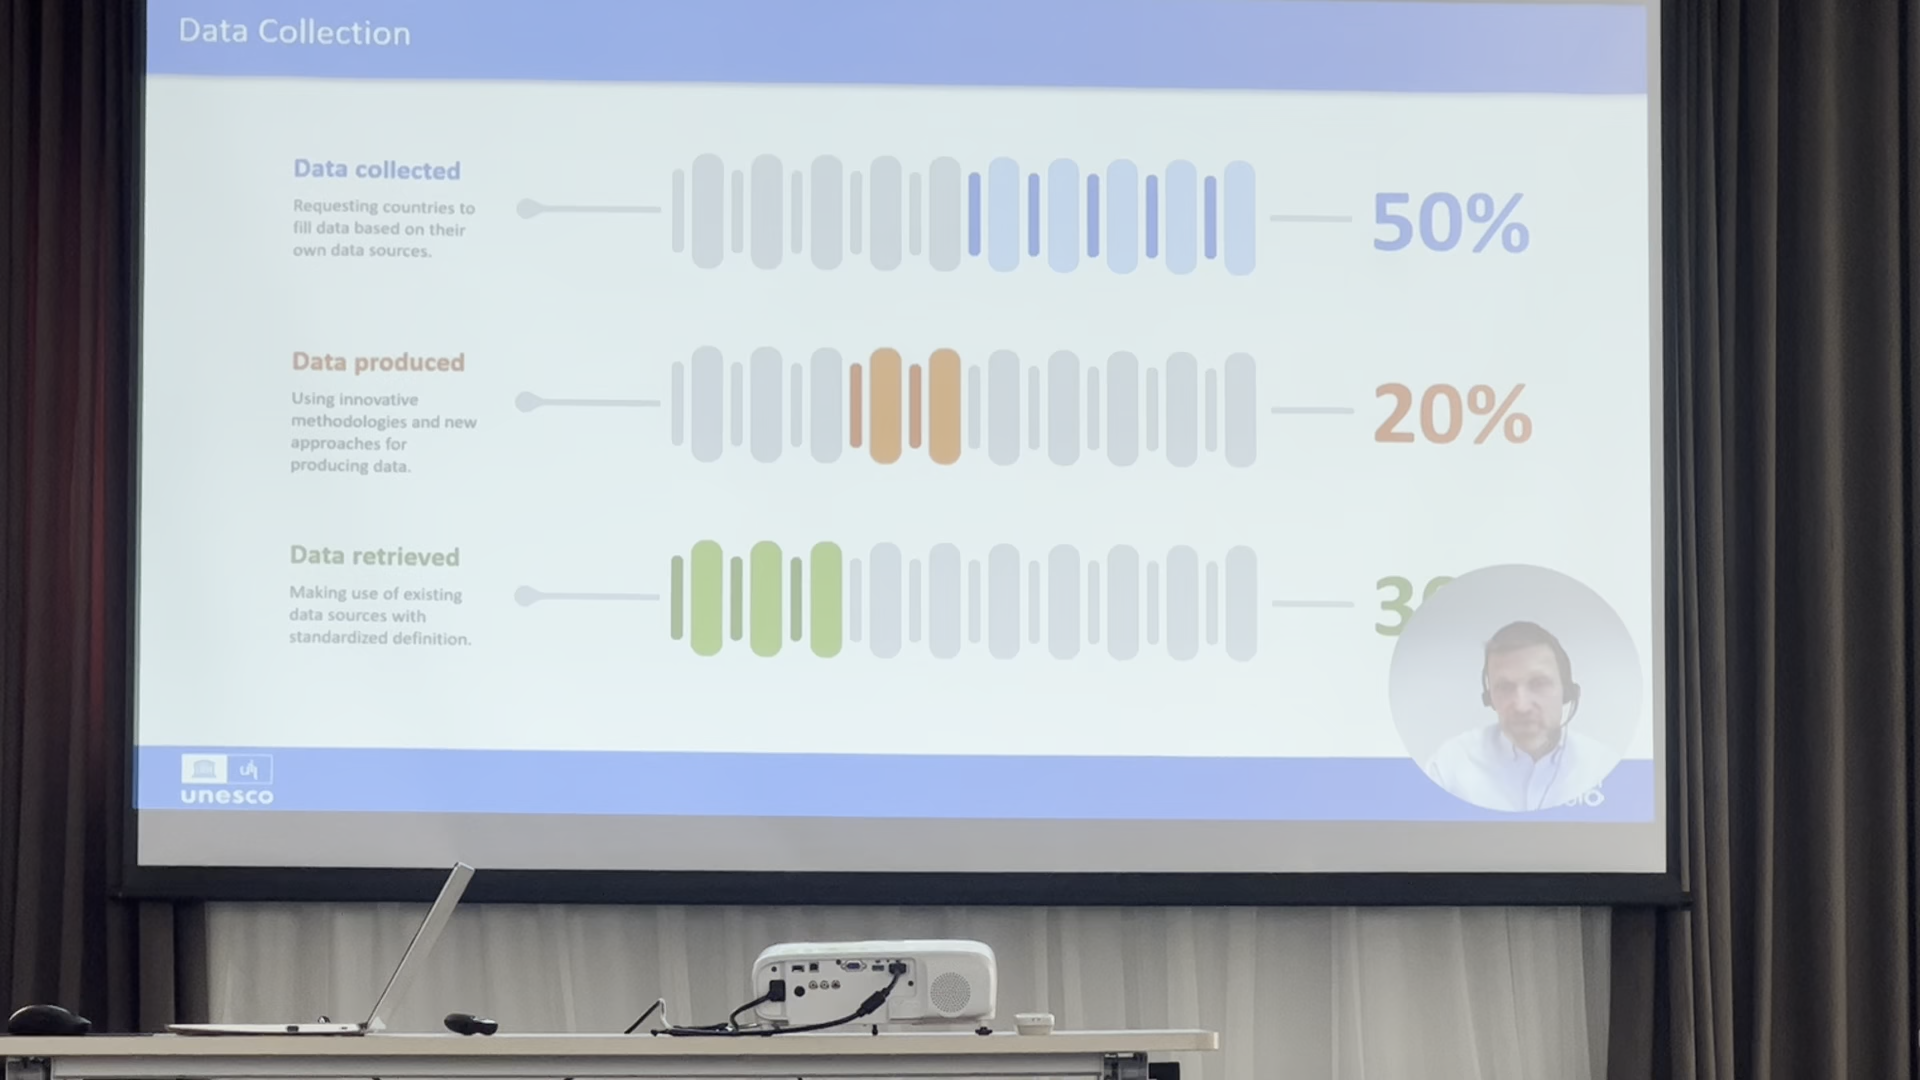 Data Collection
Data collected
Requesting countries to
fill data based on their
own data sources.
50%
Data produced
Using innovative
methodologies and new
approaches for
producing data.
20%
Data retrieved
Making use of existing
data sources with
standardized definition.
unesco